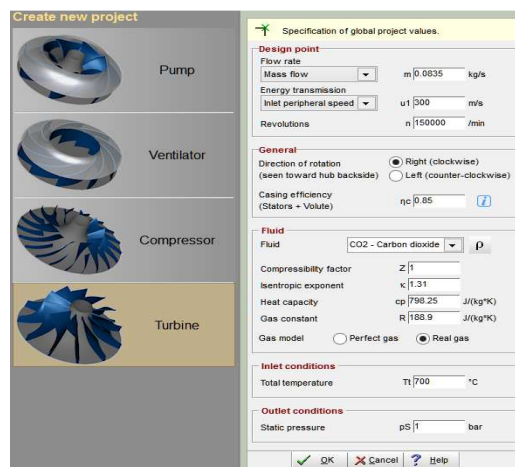 Create new project
Pump
Ventilator
Compressor
Turbine
Specification of global project values.
Design point
Flow rate
Mass flow m 0.0835 kg/s
Energy transmission
Inlet peripheral speed u1 300 m/s
Revolutions n 150000 /min
General
Direction of rotation Right (clockwise)
(seen toward hub backside) Left (counter-clockwise)
Casing efficiency
(Stators + Volute) ηc 0.85 i
Fluid
Fluid CO2 - Carbon dioxide ρ
Compressibility factor Z 1
Isentropic exponent κ 1.31
Heat capacity cp 798.25 J/(kg*K)
Gas constant R 188.9 J/(kg*K)
Gas model Perfect gas Real gas
Inlet conditions
Total temperature Tt 700 °C
Outlet conditions
Static pressure pS 1 bar
OK Cancel ? Help